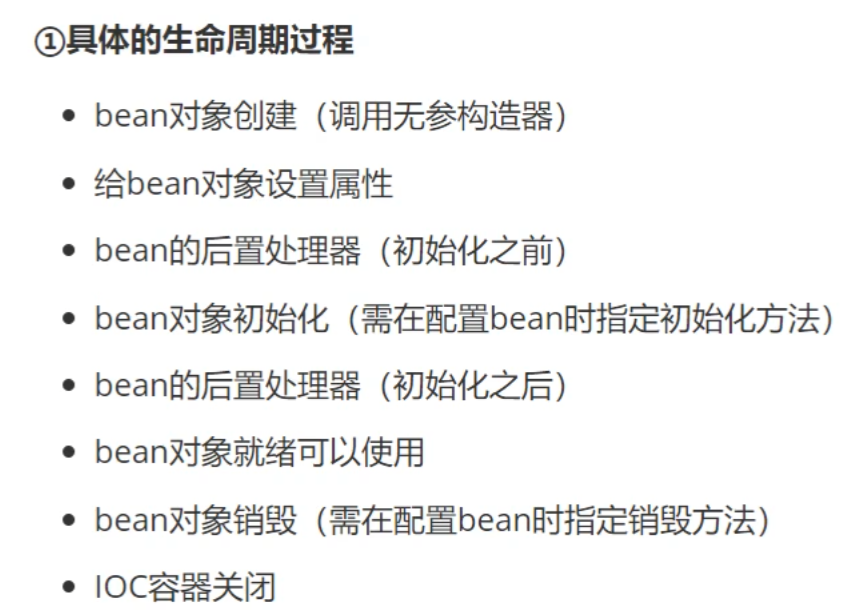 ①具体的生命周期过程
• bean对象创建（调用无参构造器）
• 给bean对象设置属性
• bean的后置处理器（初始化之前）
• bean对象初始化（需在配置bean时指定初始化方法）
• bean的后置处理器（初始化之后）
• bean对象就绪可以使用
• bean对象销毁（需在配置bean时指定销毁方法）
• IOC容器关闭